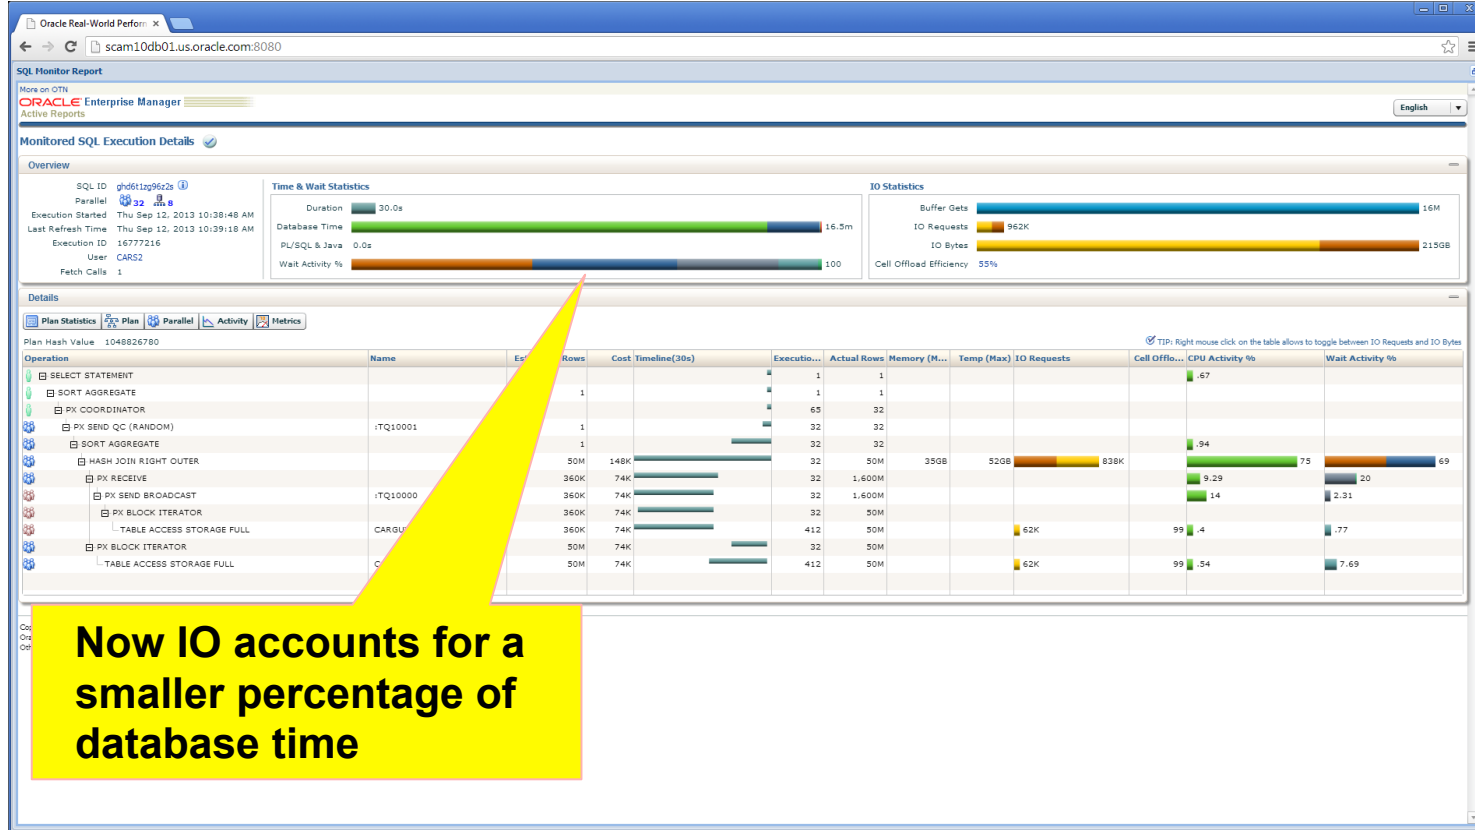 Oracle Real-World Perforn ×
scam10db01.us.oracle.com:8080
SQL Monitor Report
More on OTN
ORACLE Enterprise Manager
Active Reports
English
Monitored SQL Execution Details
Overview
SQL ID ghd6t1zg96z2s
Parallel 32 8
Execution Started Thu Sep 12, 2013 10:38:48 AM
Last Refresh Time Thu Sep 12, 2013 10:39:18 AM
Execution ID 16777216
User CARS2
Fetch Calls 1
Time & Wait Statistics
Duration 30.0s
Database Time 16.5m
PL/SQL & Java 0.0s
Wait Activity % 100
IO Statistics
Buffer Gets 16M
IO Requests 962K
IO Bytes 215GB
Cell Offload Efficiency 55%
Details
Plan Statistics Plan Parallel Activity Metrics
Plan Hash Value 1048826780
TIP: Right mouse click on the table allows to toggle between IO Requests and IO Bytes
Operation Name Est Rows Cost Timeline(30s) Executio... Actual Rows Memory (M... Temp (Max) IO Requests Cell Offlo... CPU Activity % Wait Activity %
SELECT STATEMENT 1 1 .67
SORT AGGREGATE 1 1 1
PX COORDINATOR 65 32
PX SEND QC (RANDOM) :TQ10001 1 32 32
SORT AGGREGATE 1 32 32 .94
HASH JOIN RIGHT OUTER 50M 148K 32 50M 35GB 52GB 838K 75 69
PX RECEIVE 360K 74K 32 1,600M 9.29 20
PX SEND BROADCAST :TQ10000 360K 74K 32 1,600M 14 2.31
PX BLOCK ITERATOR 360K 74K 32 50M
TABLE ACCESS STORAGE FULL 360K 74K 412 50M 62K 99 .4 .77
PX BLOCK ITERATOR 50M 74K 32 50M
TABLE ACCESS STORAGE FULL 50M 74K 412 50M 62K 99 .54 7.69
Now IO accounts for a
smaller percentage of
database time